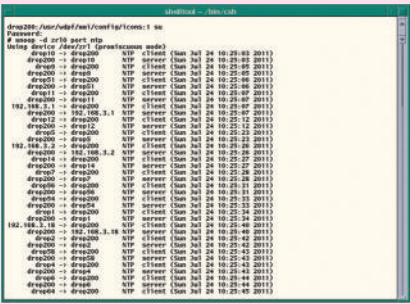 shelltool - /bin/csh
drop200:/usr/wdpf/mmi/config/icons:1 su
Password:
# snoop -d zrl0 port ntp
Using device /dev/zrl (promiscuous mode)
drop10 -> drop200 NTP client (Sun Jul 24 10:25:03 2011)
drop200 -> drop10 NTP server (Sun Jul 24 10:25:03 2011)
drop8 -> drop200 NTP client (Sun Jul 24 10:25:05 2011)
drop200 -> drop8 NTP server (Sun Jul 24 10:25:05 2011)
drop51 -> drop200 NTP client (Sun Jul 24 10:25:06 2011)
drop200 -> drop51 NTP server (Sun Jul 24 10:25:06 2011)
drop11 -> drop200 NTP client (Sun Jul 24 10:25:07 2011)
drop200 -> drop11 NTP server (Sun Jul 24 10:25:07 2011)
192.168.3.1 -> drop200 NTP client (Sun Jul 24 10:25:07 2011)
drop200 -> 192.168.3.1 NTP server (Sun Jul 24 10:25:07 2011)
drop12 -> drop200 NTP client (Sun Jul 24 10:25:12 2011)
drop200 -> drop12 NTP server (Sun Jul 24 10:25:12 2011)
drop5 -> drop200 NTP client (Sun Jul 24 10:25:23 2011)
drop200 -> drop5 NTP server (Sun Jul 24 10:25:23 2011)
192.168.3.2 -> drop200 NTP client (Sun Jul 24 10:25:26 2011)
drop200 -> 192.168.3.2 NTP server (Sun Jul 24 10:25:26 2011)
drop14 -> drop200 NTP client (Sun Jul 24 10:25:27 2011)
drop200 -> drop14 NTP server (Sun Jul 24 10:25:27 2011)
drop7 -> drop200 NTP client (Sun Jul 24 10:25:28 2011)
drop200 -> drop7 NTP server (Sun Jul 24 10:25:28 2011)
drop56 -> drop200 NTP client (Sun Jul 24 10:25:31 2011)
drop200 -> drop56 NTP server (Sun Jul 24 10:25:31 2011)
drop54 -> drop200 NTP client (Sun Jul 24 10:25:33 2011)
drop200 -> drop54 NTP server (Sun Jul 24 10:25:33 2011)
drop1 -> drop200 NTP client (Sun Jul 24 10:25:34 2011)
drop200 -> drop1 NTP server (Sun Jul 24 10:25:34 2011)
192.168.3.18 -> drop200 NTP client (Sun Jul 24 10:25:40 2011)
drop200 -> 192.168.3.18 NTP server (Sun Jul 24 10:25:40 2011)
drop2 -> drop200 NTP client (Sun Jul 24 10:25:42 2011)
drop200 -> drop2 NTP server (Sun Jul 24 10:25:42 2011)
drop58 -> drop200 NTP client (Sun Jul 24 10:25:43 2011)
drop200 -> drop58 NTP server (Sun Jul 24 10:25:43 2011)
drop4 -> drop200 NTP client (Sun Jul 24 10:25:43 2011)
drop200 -> drop4 NTP server (Sun Jul 24 10:25:43 2011)
drop6 -> drop200 NTP client (Sun Jul 24 10:25:44 2011)
drop200 -> drop6 NTP server (Sun Jul 24 10:25:44 2011)
drop64 -> drop200 NTP client (Sun Jul 24 10:25:45 2011)